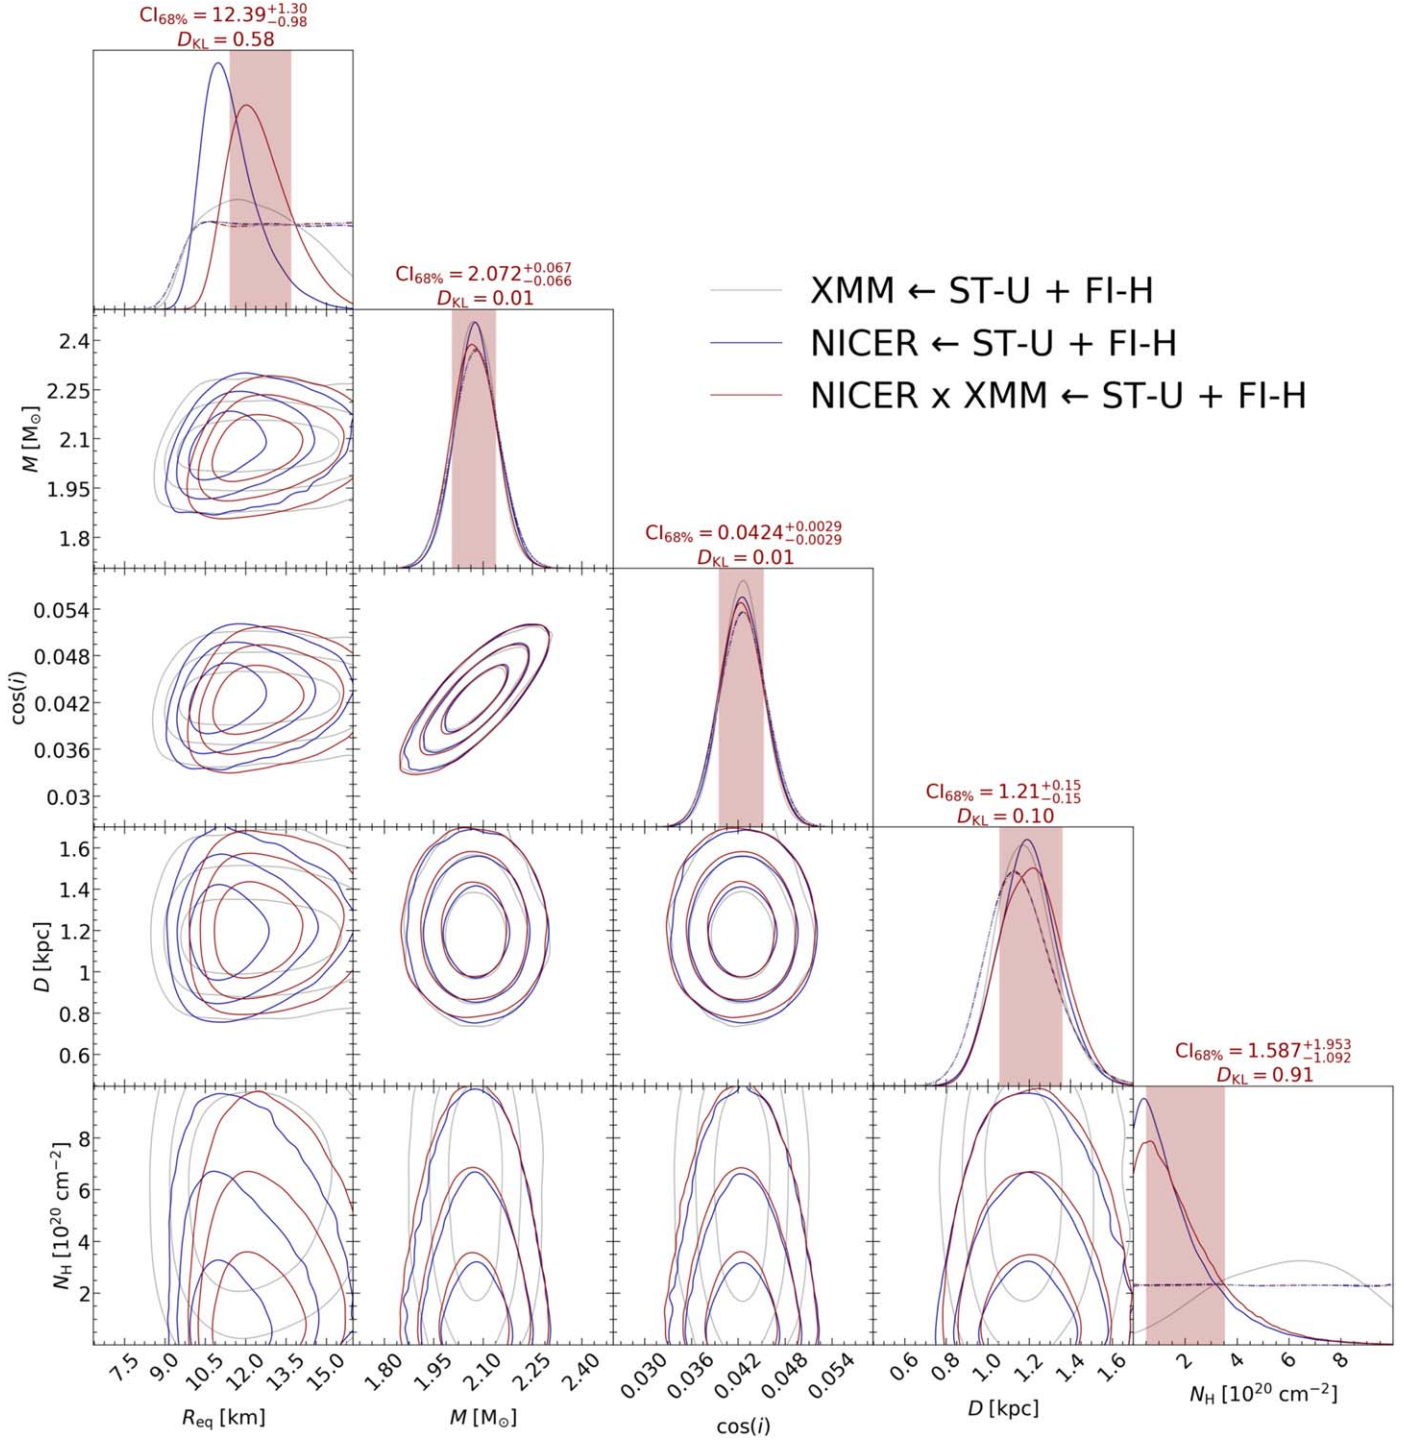 CI68% = 12.39 +1.30 −0.98
DKL = 0.58
CI68% = 2.072 +0.067 −0.066
DKL = 0.01
XMM ← ST-U + FI-H
NICER ← ST-U + FI-H
NICER x XMM ← ST-U + FI-H
2.4
2.25
2.1
1.95
1.8
M [M⊙]
CI68% = 0.0424 +0.0029 −0.0029
DKL = 0.01
0.054
0.048
0.042
0.036
0.03
cos(i)
CI68% = 1.21 +0.15 −0.15
DKL = 0.10
1.6
1.4
1.2
1
0.8
0.6
D [kpc]
CI68% = 1.587 +1.953 −1.092
DKL = 0.91
8
6
4
2
NH [10²⁰ cm⁻²]
7.5 9.0 10.5 12.0 13.5 15.0
1.80 1.95 2.10 2.25 2.40
0.030 0.036 0.042 0.048 0.054
0.6 0.8 1.0 1.2 1.4 1.6
2 4 6 8
Req [km]
M [M⊙]
cos(i)
D [kpc]
NH [10²⁰ cm⁻²]